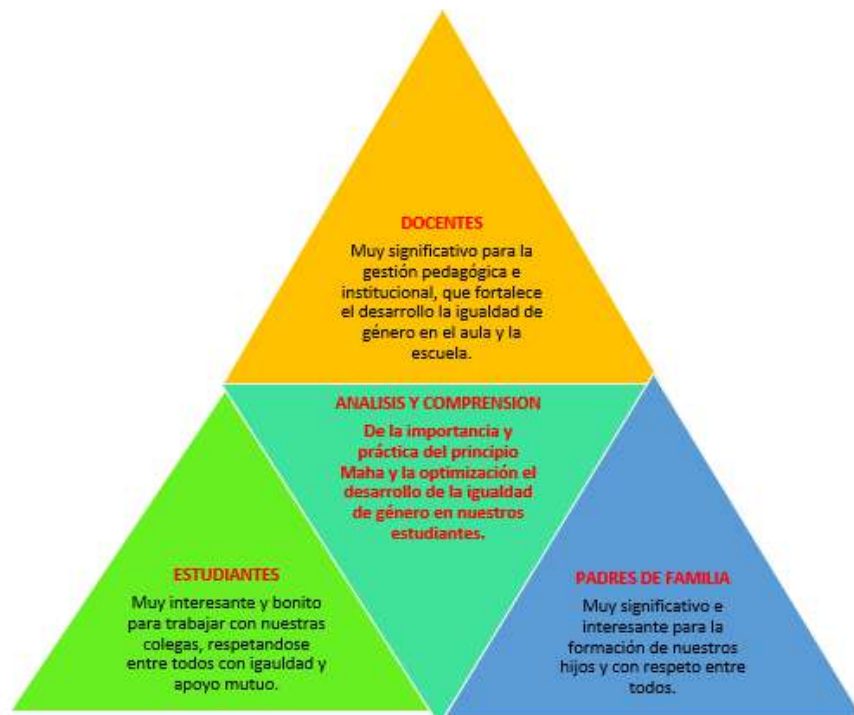 DOCENTES
Muy significativo para la
gestión pedagógica e
institucional, que fortalece
el desarrollo la igualdad de
género en el aula y la
escuela.
ANALISIS Y COMPRENSION
De la importancia y
práctica del principio
Maha y la optimización el
desarrollo de la igualdad
de género en nuestros
estudiantes.
ESTUDIANTES
Muy interesante y bonito
para trabajar con nuestras
colegas, respetandose
entre todos con igauldad y
apoyo mutuo.
PADRES DE FAMILIA
Muy significativo e
interesante para la
formación de nuestros
hijos y con respeto entre
todos.